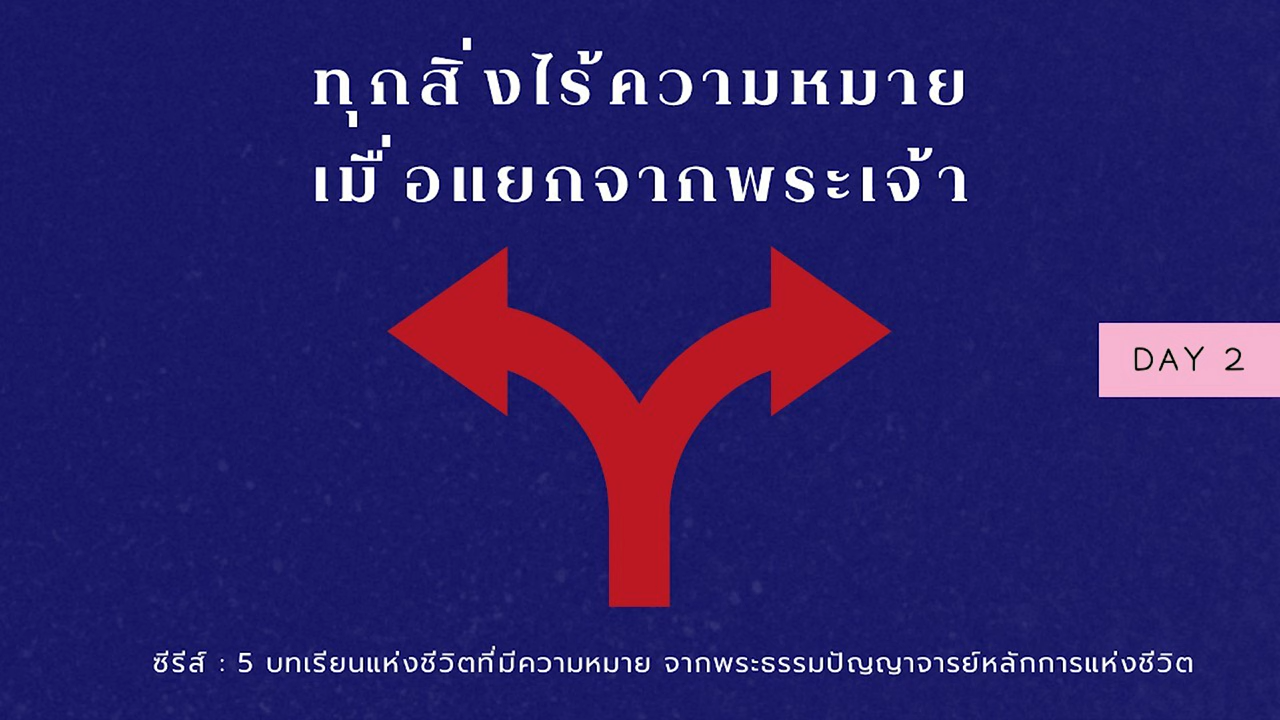 ทุกสิ่งไร้ความหมาย
เมื่อแยกจากพระเจ้า
DAY 2
ซีรีส์ : 5 บทเรียนแห่งชีวิตที่มีความหมาย จากพระธรรมปัญญาจารย์หลักการแห่งชีวิต